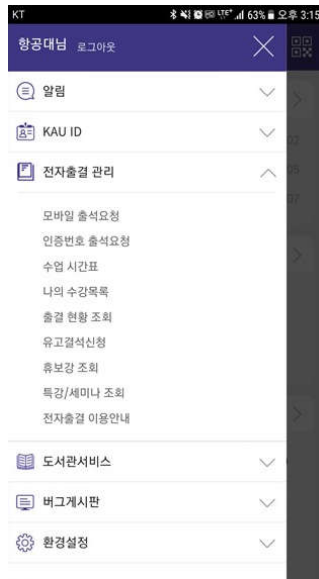 KT 63% 오후 3:15
항공대님 로그아웃
알림
KAU ID
전자출결 관리
모바일 출석요청
인증번호 출석요청
수업 시간표
나의 수강목록
출결 현황 조회
유고결석신청
휴보강 조회
특강/세미나 조회
전자출결 이용안내
도서관서비스
버그게시판
환경설정